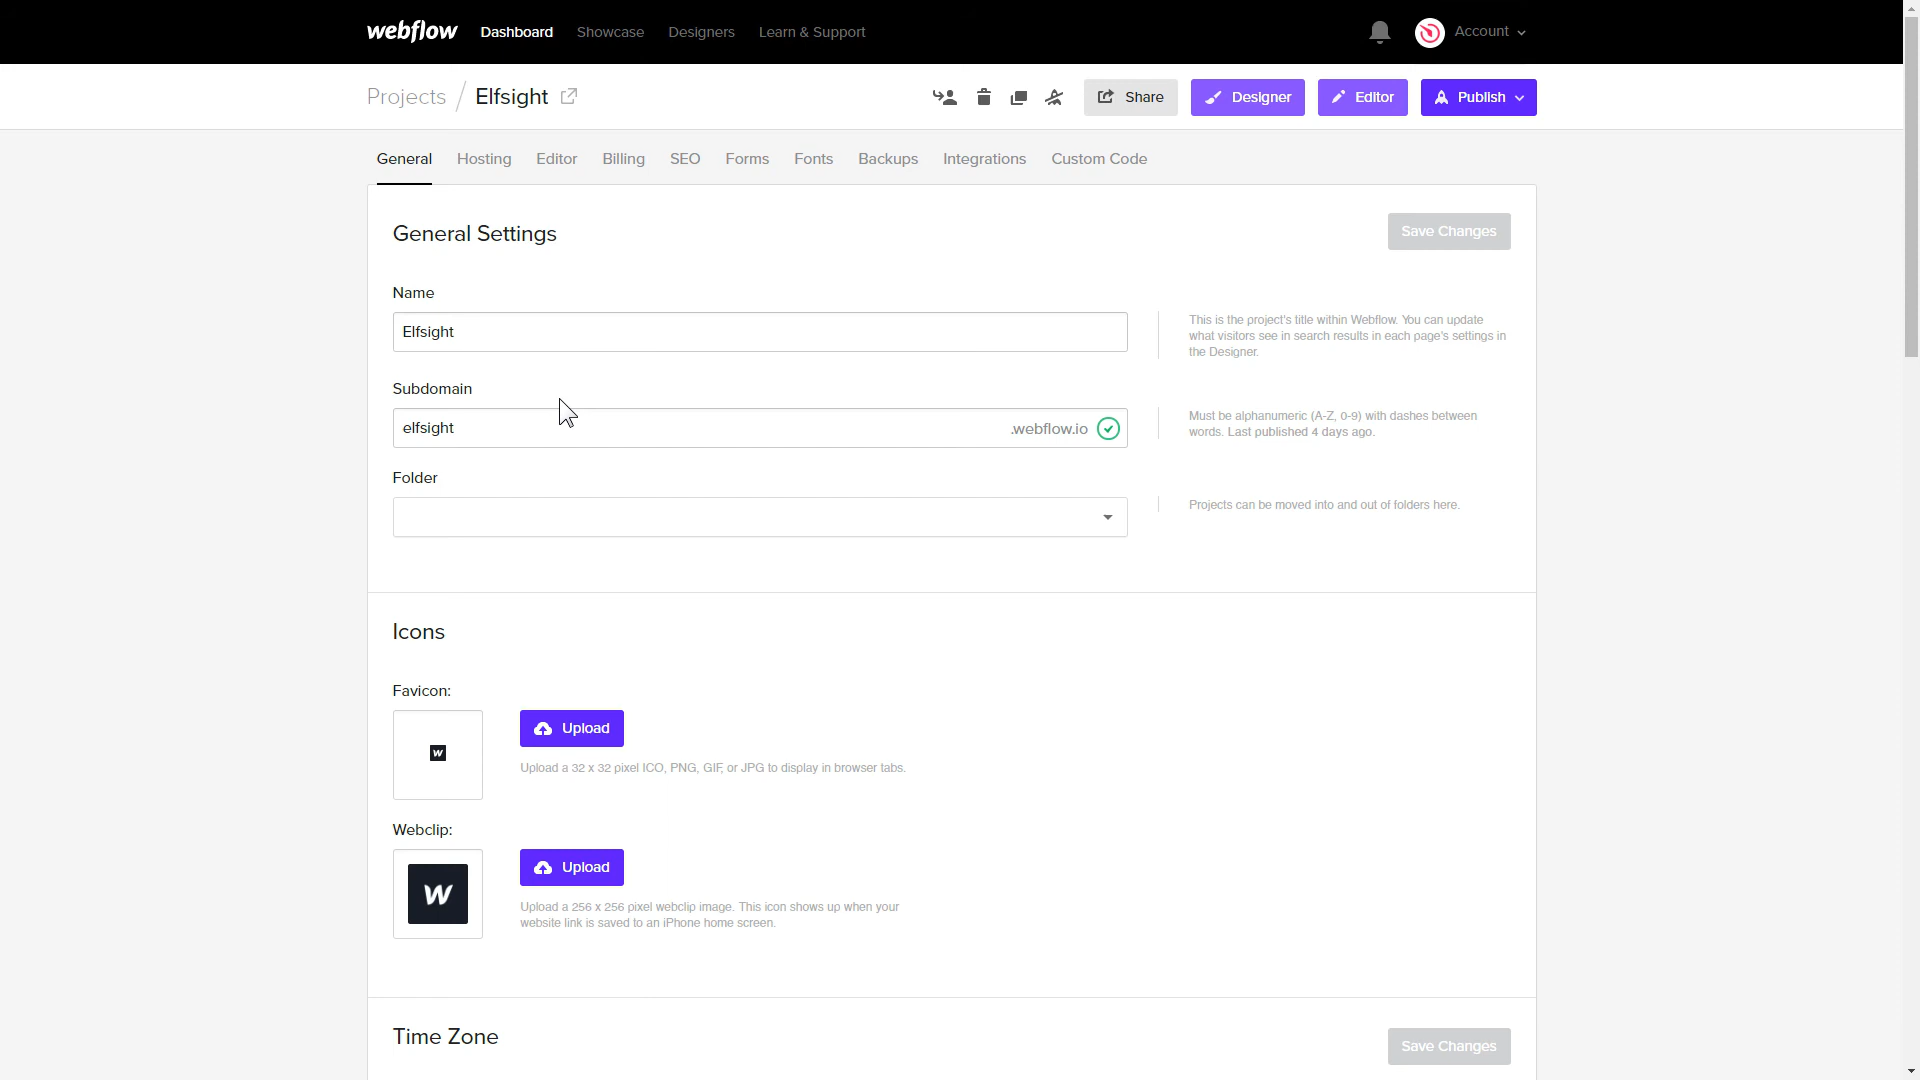 webflow Dashboard Showcase Designers Learn & Support Account
Projects / Elfsight Share Designer Editor Publish
General Hosting Editor Billing SEO Forms Fonts Backups Integrations Custom Code
General Settings Save Changes
Name
Elfsight
This is the project's title within Webflow. You can update
what visitors see in search results in each page's settings in
the Designer.
Subdomain
elfsight .webflow.io
Must be alphanumeric (A-Z, 0-9) with dashes between
words. Last published 4 days ago.
Folder
Projects can be moved into and out of folders here.
Icons
Favicon:
W
Upload
Upload a 32 x 32 pixel ICO, PNG, GIF, or JPG to display in browser tabs.
Webclip:
W
Upload
Upload a 256 x 256 pixel webclip image. This icon shows up when your
website link is saved to an iPhone home screen.
Time Zone Save Changes